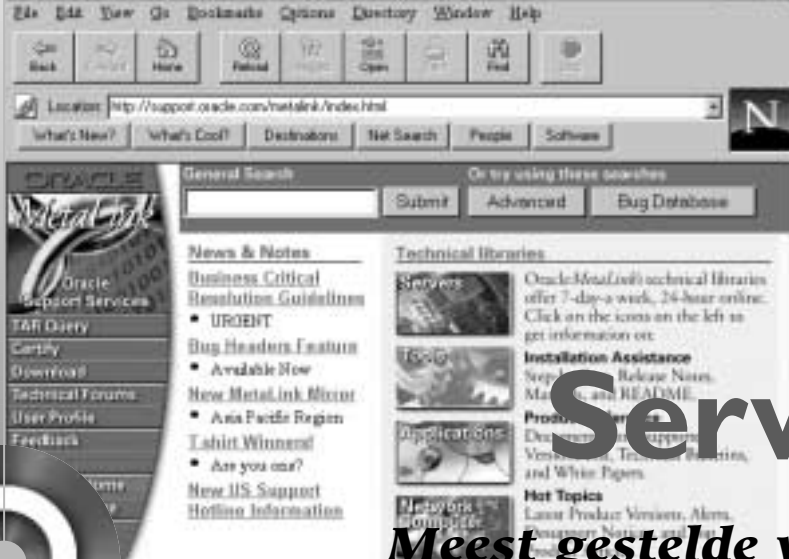 File Edit View Go Bookmarks Options Directory Window Help
Back Home Reload Open Find
Location: http://support.oracle.com/metalink/index.html
What's New? What's Cool? Destinations Net Search People Software
N
ORACLE
MetaLink
Oracle
Support Services
TAR Query
Certify
Download
Technical Forums
User Profile
Feedback
General Search
Or try using these searches
Submit Advanced Bug Database
News & Notes
Business Critical
Resolution Guidelines
• URGENT
Bug Headers Feature
• Available Now
New MetaLink Mirror
• Asia Pacific Region
T-shirt Winners!
• Are you one?
New US Support
Hotline Information
Technical libraries
Servers
Tools
Applications
Network
Computer
Oracle MetaLink's technical libraries
offer 7-day-a week, 24-hour online.
Click on the icons on the left to
get information on:
Installation Assistance
Release Notes,
and README.
and White Papers.
Hot Topics
Latest Product Versions, Alerts,
Serv
Meest gestelde v